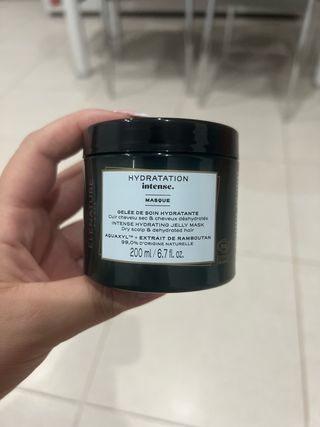 HYDRATATION
intense.
MASQUE
GELÉE DE SOIN HYDRATANTE
Cuir chevelu sec & cheveux déshydratés
INTENSE HYDRATING JELLY MASK
Dry scalp & dehydrated hair
AQUAXYL™ + EXTRAIT DE RAMBOUTAN
99,0% D'ORIGINE NATURELLE
200 ml / 6.7 fl. oz.